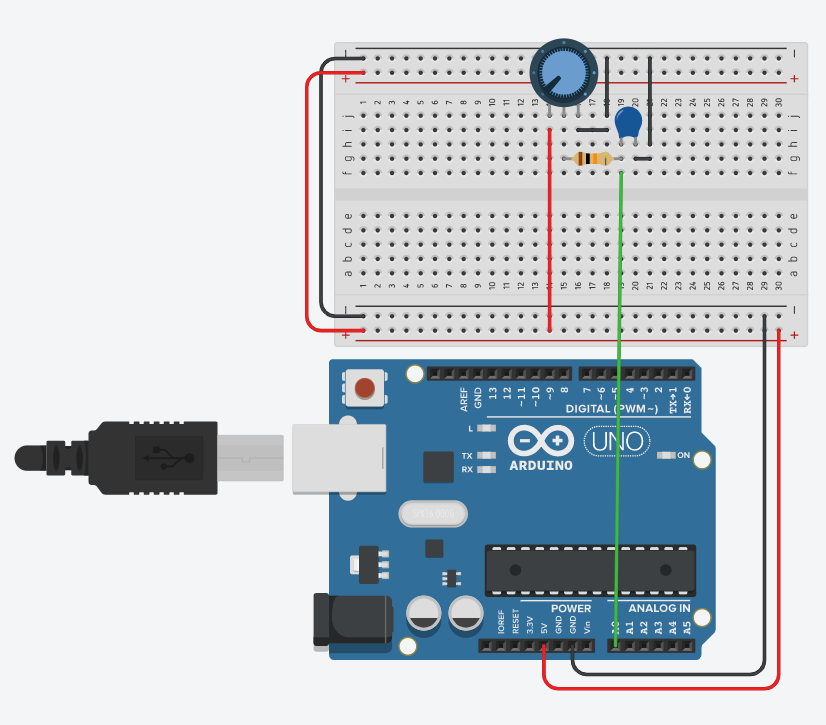 − −
+ +
1 2 3 4 5 6 7 8 9 10 11 12 13 17 18 19 20 22 23 24 25 26 27 28 29 30
j j
i i
h h
g g
f f
e e
d d
c c
b b
a a
1 2 3 4 5 6 7 8 9 10 11 12 13 14 15 16 17 18 19 20 21 22 23 24 25 26 27 28 29 30
− −
+ +
AREF GND 13 12 ~11 ~10 ~9 8 7 ~6 ~5 4 ~3 2 TX→1 RX←0
DIGITAL (PWM~)
L
TX
RX
ARDUINO
UNO
ON
POWER
ANALOG IN
IOREF RESET 3.3V 5V GND GND Vin A0 A1 A2 A3 A4 A5